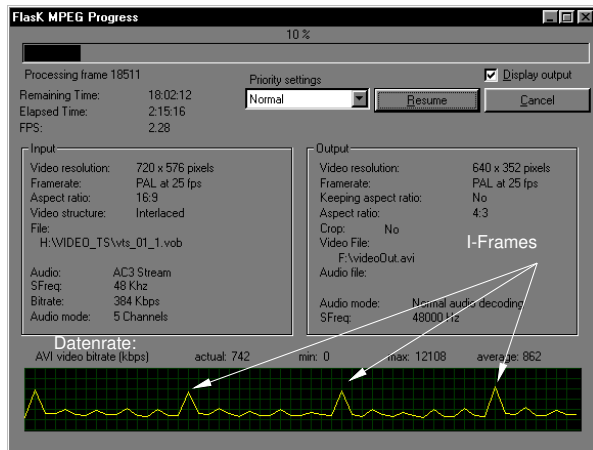 FlasK MPEG Progress
10 %
Processing frame 18511
Remaining Time: 18:02:12
Elapsed Time: 2:15:16
FPS: 2.28
Priority settings
Normal
Display output
Resume
Cancel
Input
Video resolution: 720 x 576 pixels
Framerate: PAL at 25 fps
Aspect ratio: 16:9
Video structure: Interlaced
File:
H:\VIDEO_TS\vts_01_1.vob
Audio: AC3 Stream
SFreq: 48 Khz
Bitrate: 384 Kbps
Audio mode: 5 Channels
Output
Video resolution: 640 x 352 pixels
Framerate: PAL at 25 fps
Keeping aspect ratio: No
Aspect ratio: 4:3
Crop: No
Video File:
F:\videoOut.avi
Audio file:
Audio mode: Normal audio decoding
SFreq: 48000 Hz
I-Frames
Datenrate:
AVI video bitrate (kbps) actual: 742 min: 0 max: 12108 average: 862